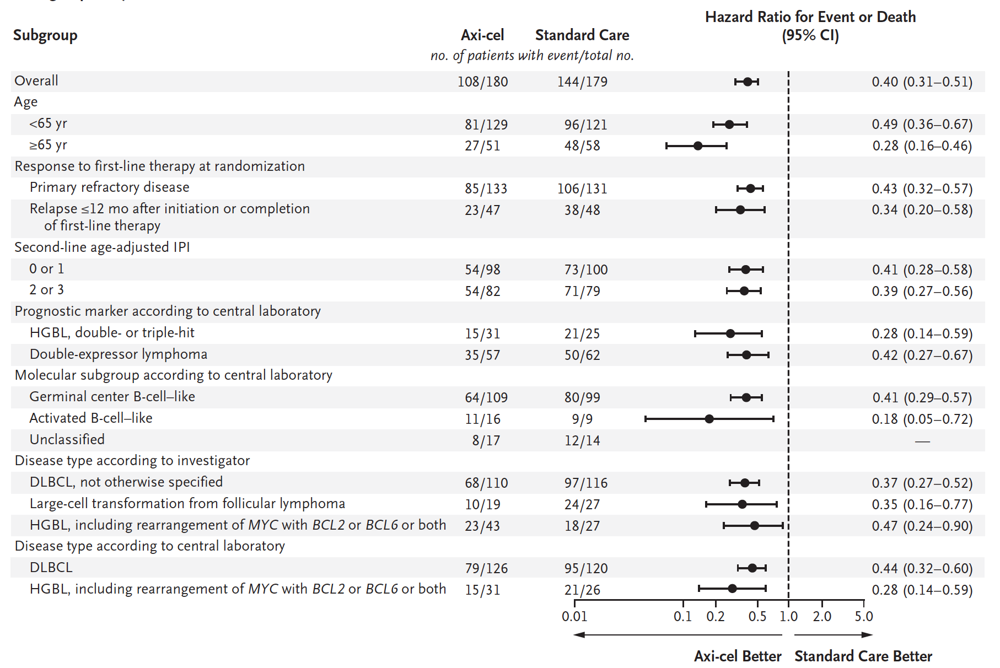 Hazard Ratio for Event or Death
Subgroup Axi-cel Standard Care (95% CI)
no. of patients with event/total no.
Overall 108/180 144/179 0.40 (0.31–0.51)
Age
<65 yr 81/129 96/121 0.49 (0.36–0.67)
≥65 yr 27/51 48/58 0.28 (0.16–0.46)
Response to first-line therapy at randomization
Primary refractory disease 85/133 106/131 0.43 (0.32–0.57)
Relapse ≤12 mo after initiation or completion 23/47 38/48 0.34 (0.20–0.58)
of first-line therapy
Second-line age-adjusted IPI
0 or 1 54/98 73/100 0.41 (0.28–0.58)
2 or 3 54/82 71/79 0.39 (0.27–0.56)
Prognostic marker according to central laboratory
HGBL, double- or triple-hit 15/31 21/25 0.28 (0.14–0.59)
Double-expressor lymphoma 35/57 50/62 0.42 (0.27–0.67)
Molecular subgroup according to central laboratory
Germinal center B-cell–like 64/109 80/99 0.41 (0.29–0.57)
Activated B-cell–like 11/16 9/9 0.18 (0.05–0.72)
Unclassified 8/17 12/14 —
Disease type according to investigator
DLBCL, not otherwise specified 68/110 97/116 0.37 (0.27–0.52)
Large-cell transformation from follicular lymphoma 10/19 24/27 0.35 (0.16–0.77)
HGBL, including rearrangement of MYC with BCL2 or BCL6 or both 23/43 18/27 0.47 (0.24–0.90)
Disease type according to central laboratory
DLBCL 79/126 95/120 0.44 (0.32–0.60)
HGBL, including rearrangement of MYC with BCL2 or BCL6 or both 15/31 21/26 0.28 (0.14–0.59)
0.01 0.1 0.2 0.5 1.0 2.0 5.0
Axi-cel Better Standard Care Better